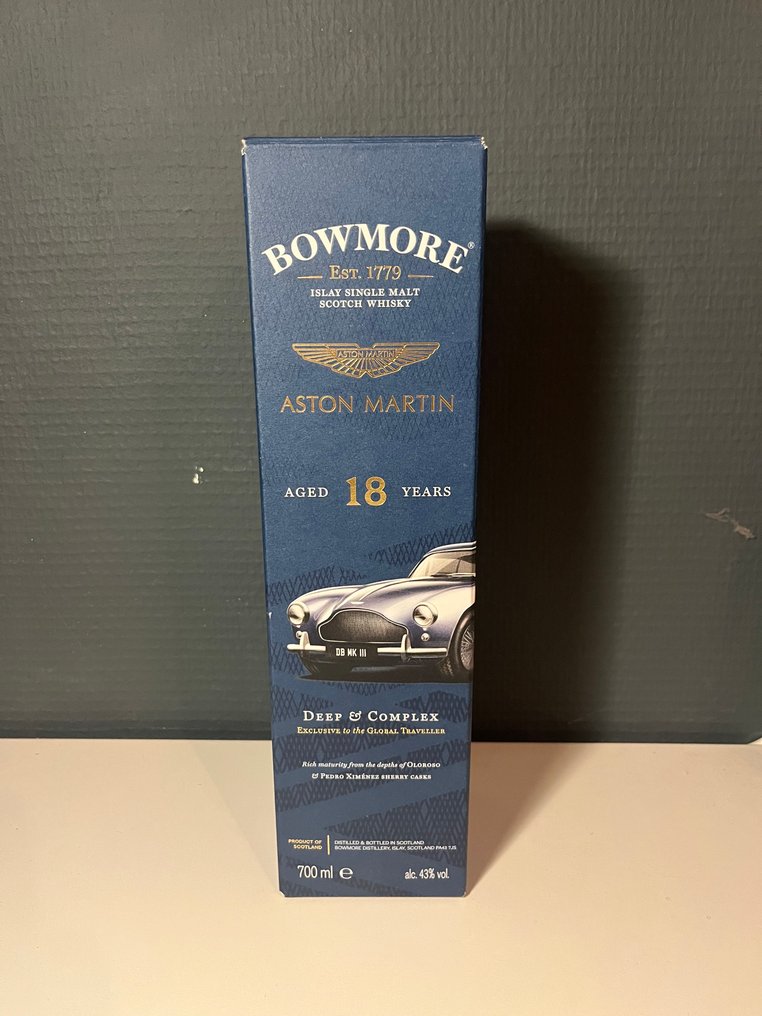 BOWMORE®
EST. 1779
ISLAY SINGLE MALT
SCOTCH WHISKY
ASTON MARTIN
ASTON MARTIN
AGED 18 YEARS
DB MK III
DEEP & COMPLEX
EXCLUSIVE to the GLOBAL TRAVELLER
Rich maturity from the depths of OLOROSO
& PEDRO XIMÉNEZ SHERRY CASKS
PRODUCT OF
SCOTLAND
DISTILLED & BOTTLED IN SCOTLAND
BOWMORE DISTILLERY, ISLAY, SCOTLAND PA43 7JS
700 ml ℮
alc. 43% vol.